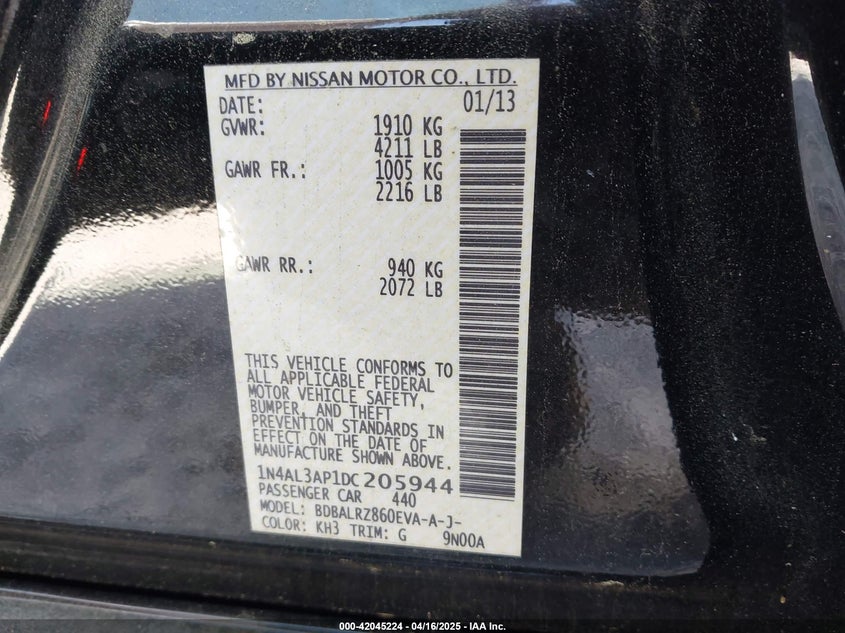 MFD BY NISSAN MOTOR CO., LTD.
DATE: 01/13
GVWR: 1910 KG
4211 LB
GAWR FR.: 1005 KG
2216 LB
GAWR RR.: 940 KG
2072 LB
THIS VEHICLE CONFORMS TO
ALL APPLICABLE FEDERAL
MOTOR VEHICLE SAFETY,
BUMPER, AND THEFT
PREVENTION STANDARDS IN
EFFECT ON THE DATE OF
MANUFACTURE SHOWN ABOVE.
1N4AL3AP1DC205944
PASSENGER CAR 440
MODEL: BDBALRZ860EVA-A-J-
COLOR: KH3 TRIM: G 9N00A
000-42045224 - 04/16/2025 - IAA Inc.